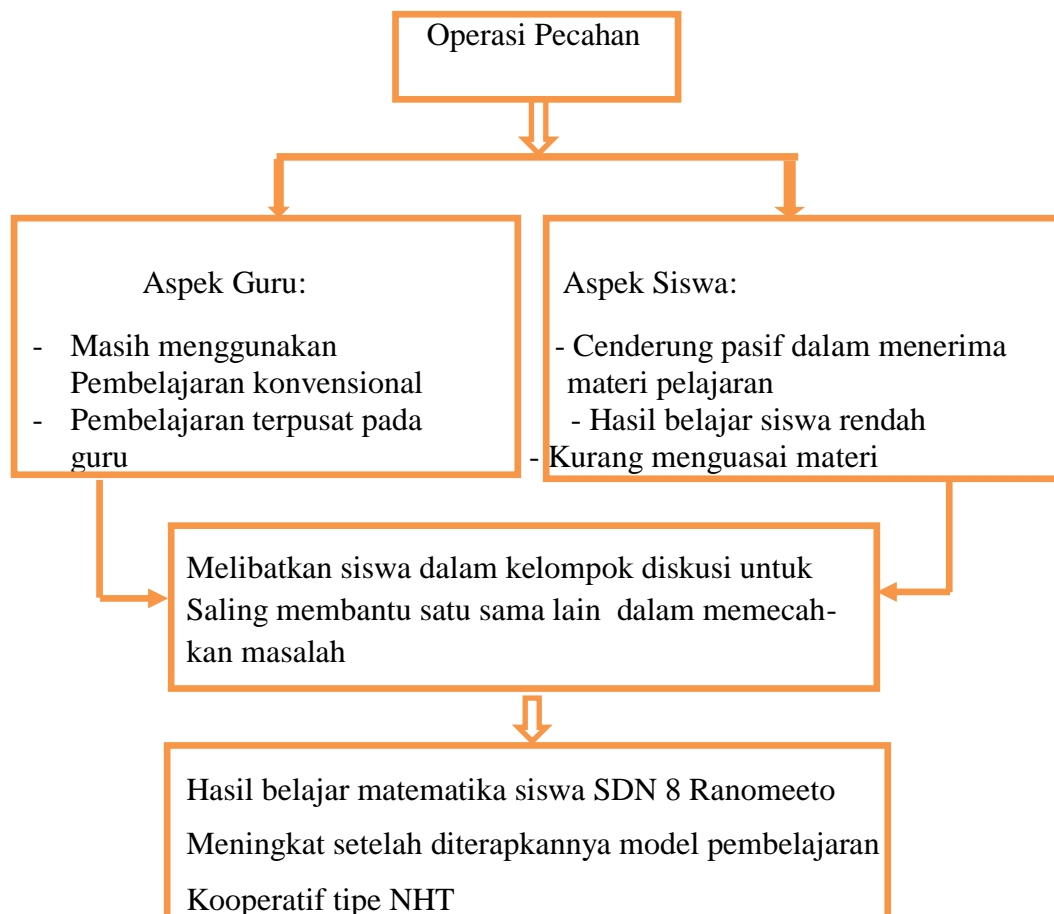 Operasi Pecahan
Aspek Guru:
- Masih menggunakan
Pembelajaran konvensional
- Pembelajaran terpusat pada
guru
Aspek Siswa:
- Cenderung pasif dalam menerima
materi pelajaran
- Hasil belajar siswa rendah
- Kurang menguasai materi
Melibatkan siswa dalam kelompok diskusi untuk
Saling membantu satu sama lain dalam memecah-
kan masalah
Hasil belajar matematika siswa SDN 8 Ranomeeto
Meningkat setelah diterapkannya model pembelajaran
Kooperatif tipe NHT